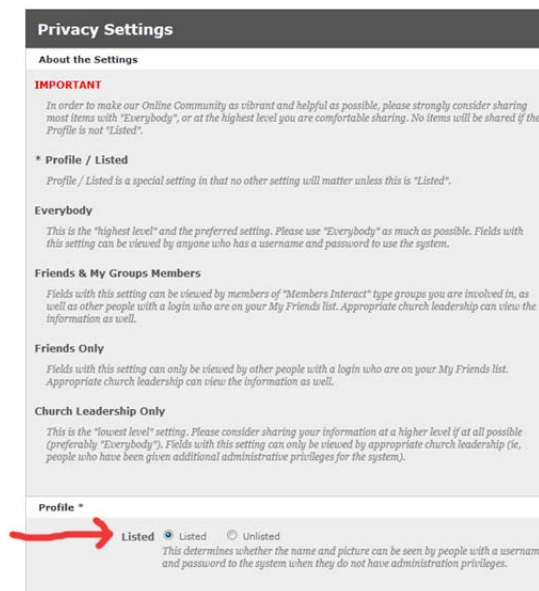 Privacy Settings
About the Settings
IMPORTANT
In order to make our Online Community as vibrant and helpful as possible, please strongly consider sharing
most items with "Everybody", or at the highest level you are comfortable sharing. No items will be shared if the
Profile is not "Listed".
* Profile / Listed
Profile / Listed is a special setting in that no other setting will matter unless this is "Listed".
Everybody
This is the "highest level" and the preferred setting. Please use "Everybody" as much as possible. Fields with
this setting can be viewed by anyone who has a username and password to use the system.
Friends & My Groups Members
Fields with this setting can be viewed by members of "Members Interact" type groups you are involved in, as
well as other people with a login who are on your My Friends list. Appropriate church leadership can view the
information as well.
Friends Only
Fields with this setting can only be viewed by other people with a login who are on your My Friends list.
Appropriate church leadership can view the information as well.
Church Leadership Only
This is the "lowest level" setting. Please consider sharing your information at a higher level if at all possible
(preferably "Everybody"). Fields with this setting can only be viewed by appropriate church leadership (ie,
people who have been given additional administrative privileges for the system).
Profile *
Listed Listed Unlisted
This determines whether the name and picture can be seen by people with a usernam
and password to the system when they do not have administration privileges.